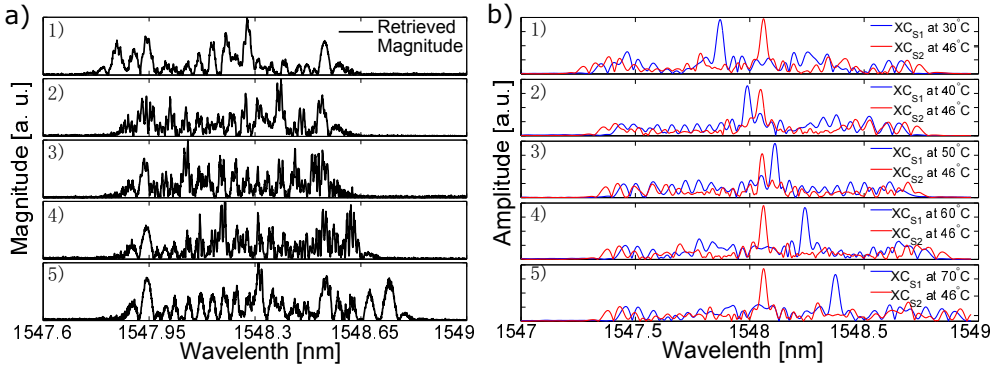 a)
Magnitude [a. u.]
1)
Retrieved
Magnitude
2)
3)
4)
5)
1547.6
1547.95
1548.3
1548.65
1549
Wavelenth [nm]
b)
Amplitude [a.u.]
1)
XC_S1 at 30°C
XC_S2 at 46°C
2)
XC_S1 at 40°C
XC_S2 at 46°C
3)
XC_S1 at 50°C
XC_S2 at 46°C
4)
XC_S1 at 60°C
XC_S2 at 46°C
5)
XC_S1 at 70°C
XC_S2 at 46°C
1547
1547.5
1548
1548.5
1549
Wavelenth [nm]